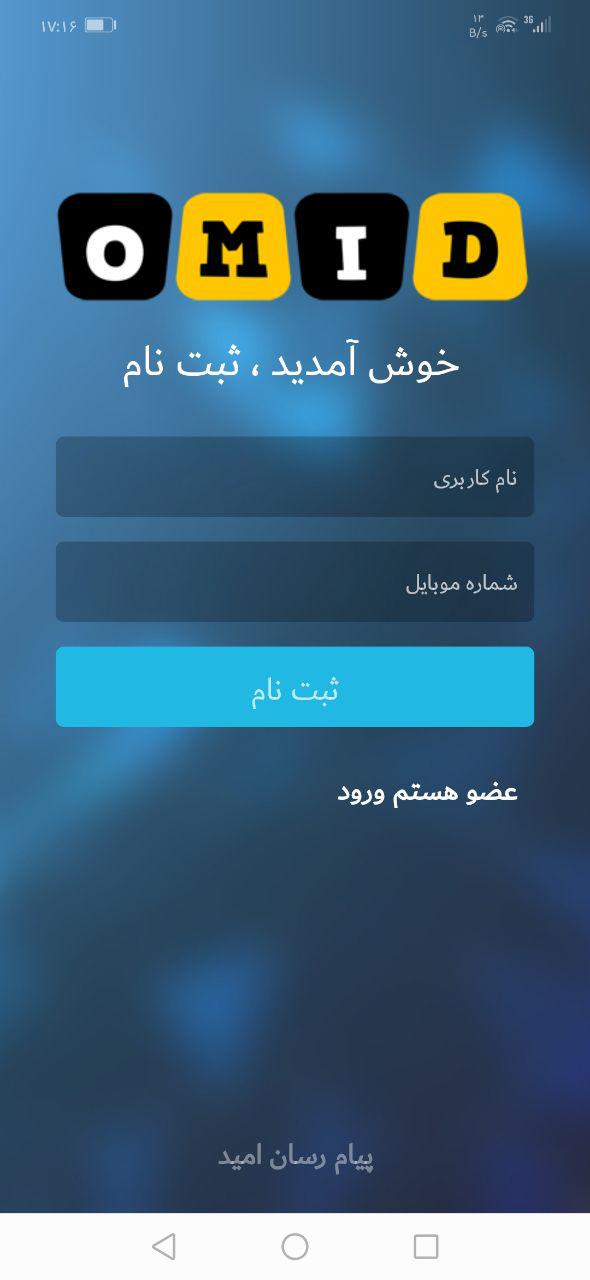 ۱۷:۱۶
۱۳
B/s
3G
OMID
خوش آمدید ، ثبت نام
نام کاربری
شماره موبایل
ثبت نام
عضو هستم ورود
پیام رسان امید